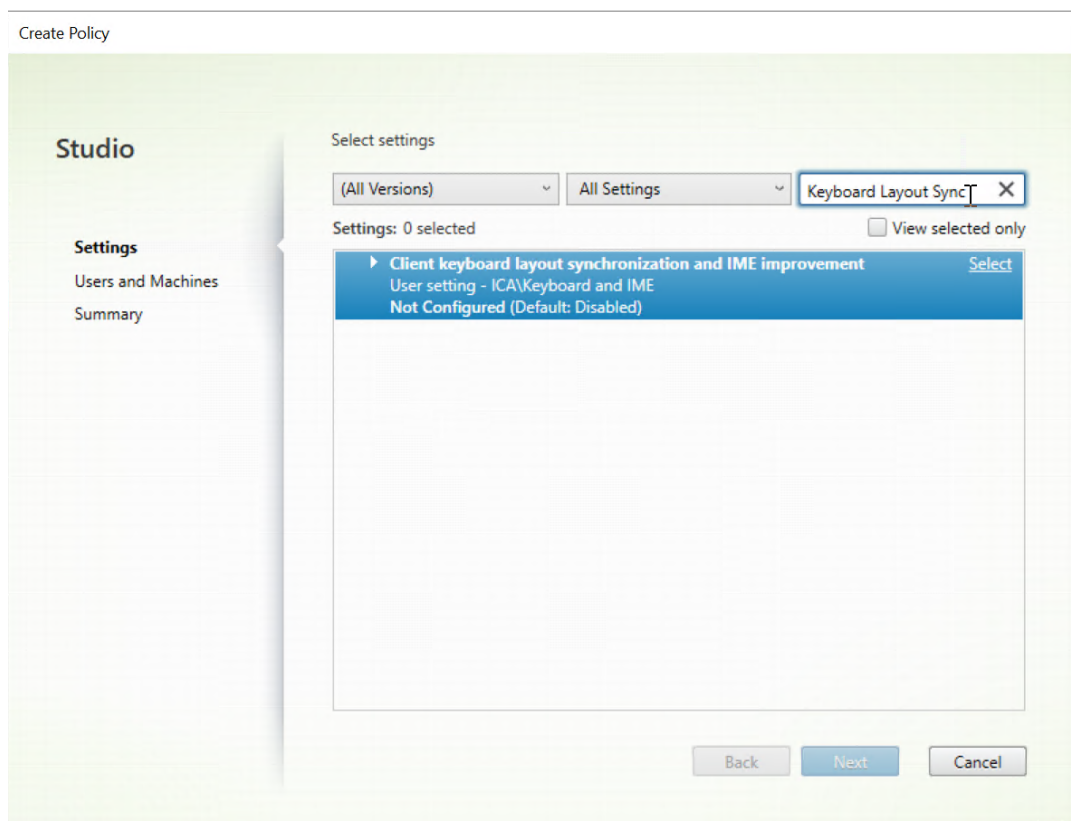 Create Policy
Studio
Settings
Users and Machines
Summary
Select settings
(All Versions)
All Settings
Keyboard Layout Sync
Settings: 0 selected
View selected only
Client keyboard layout synchronization and IME improvement
Select
User setting - ICA\Keyboard and IME
Not Configured (Default: Disabled)
Back
Next
Cancel